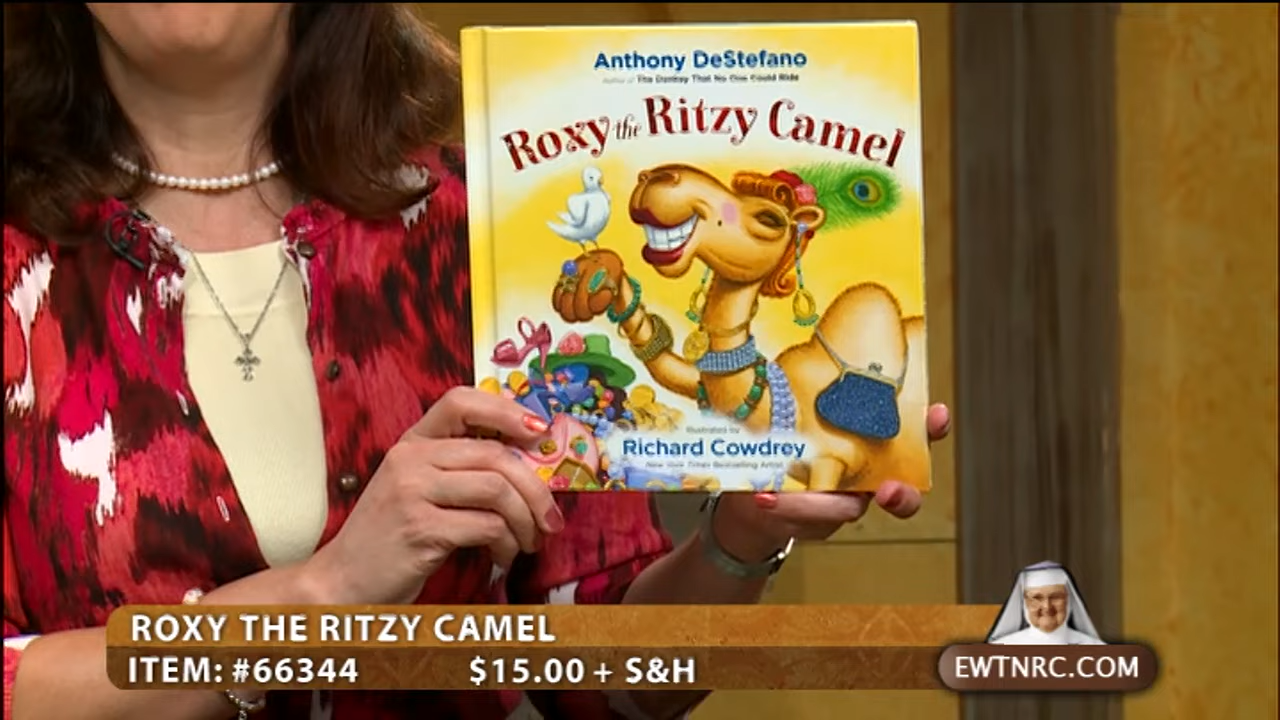 Anthony DeStefano
Author of The Donkey That No One Could Ride
Roxy the Ritzy Camel
Illustrated by
Richard Cowdrey
New York Times Bestselling Artist
ROXY THE RITZY CAMEL
ITEM: #66344 $15.00 + S&H
EWTNRC.COM